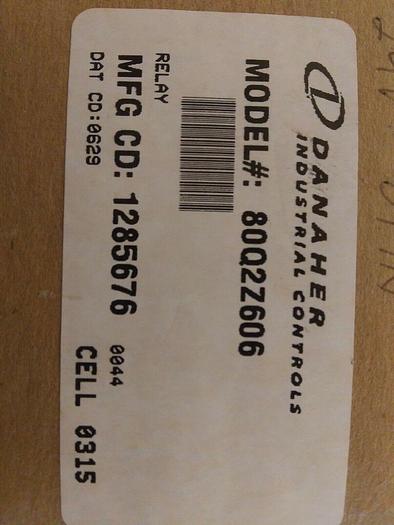 DANAHER
INDUSTRIAL CONTROLS
MODEL#: 80Q2Z606
RELAY
MFG CD: 1285676 0044
DAT CD:0629 CELL 0315